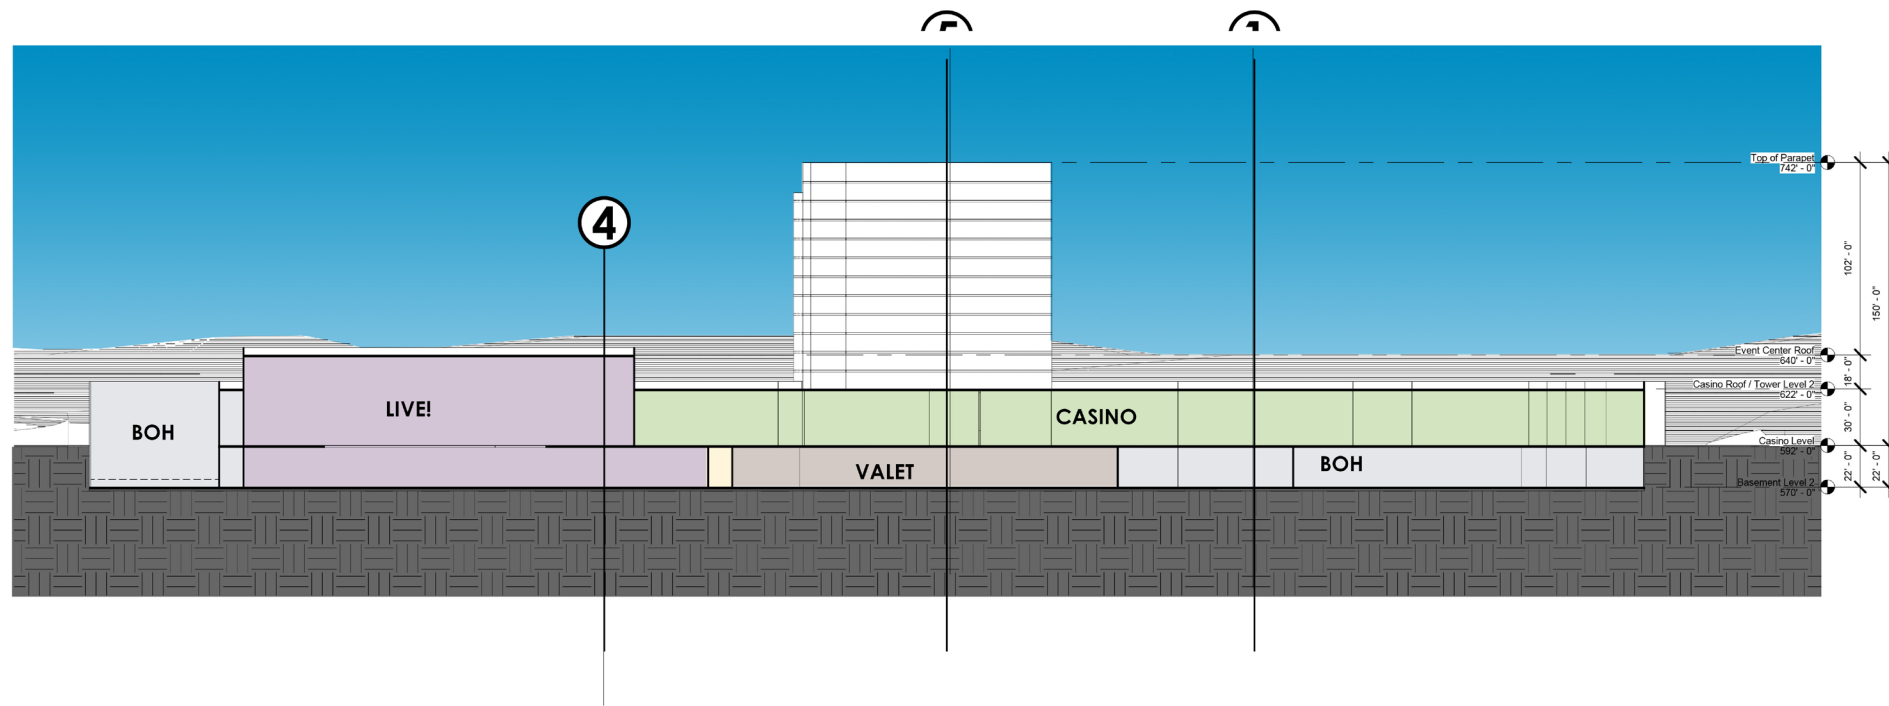 5
1
Top of Parapet
742' - 0"
4
102' - 0"
150' - 0"
Event Center Roof
640' - 0"
18' - 0"
Casino Roof / Tower Level 2
622' - 0"
LIVE!
CASINO
BOH
30' - 0"
Casino Level
592' - 0"
VALET
BOH
22' - 0"
22' - 0"
Basement Level 2
570' - 0"